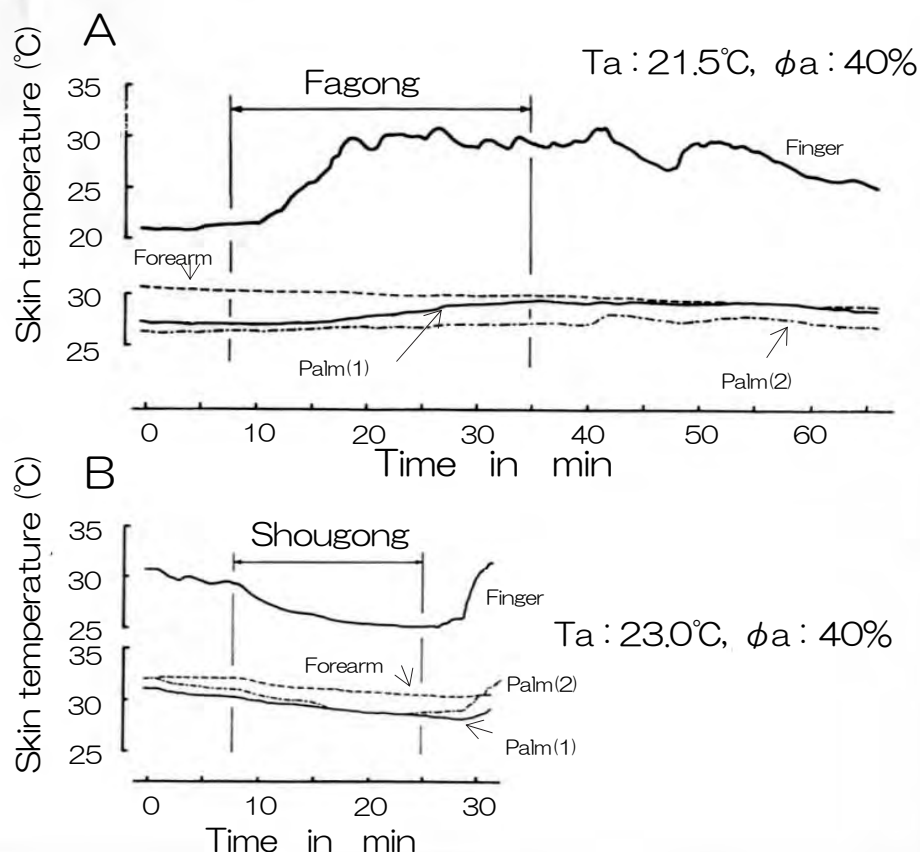 A
Ta : 21.5℃, φa : 40%
Skin temperature (℃)
35
30
25
20
30
25
Fagong
Finger
Forearm
Palm(1)
Palm(2)
0 10 20 30 40 50 60
Time in min
B
Skin temperature (℃)
35
30
25
35
30
25
Shougong
Finger
Ta : 23.0℃, φa : 40%
Forearm
Palm(2)
Palm(1)
0 10 20 30
Time in min